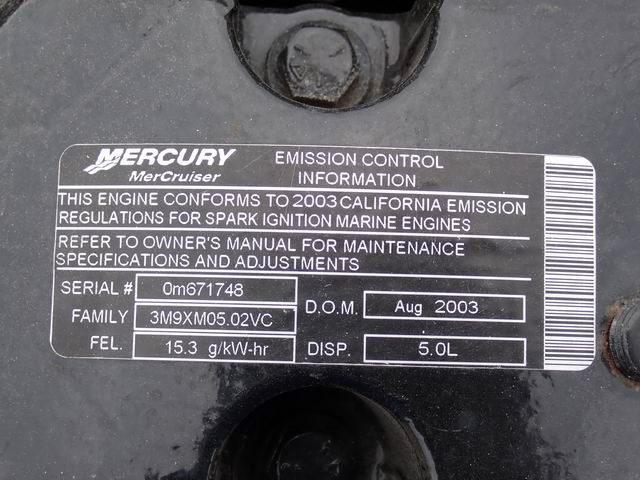 MERCURY
MerCruiser
EMISSION CONTROL
INFORMATION
THIS ENGINE CONFORMS TO 2003 CALIFORNIA EMISSION
REGULATIONS FOR SPARK IGNITION MARINE ENGINES
REFER TO OWNER'S MANUAL FOR MAINTENANCE
SPECIFICATIONS AND ADJUSTMENTS
SERIAL # 0m671748
D.O.M. Aug 2003
FAMILY 3M9XM05.02VC
FEL. 15.3 g/kW-hr
DISP. 5.0L